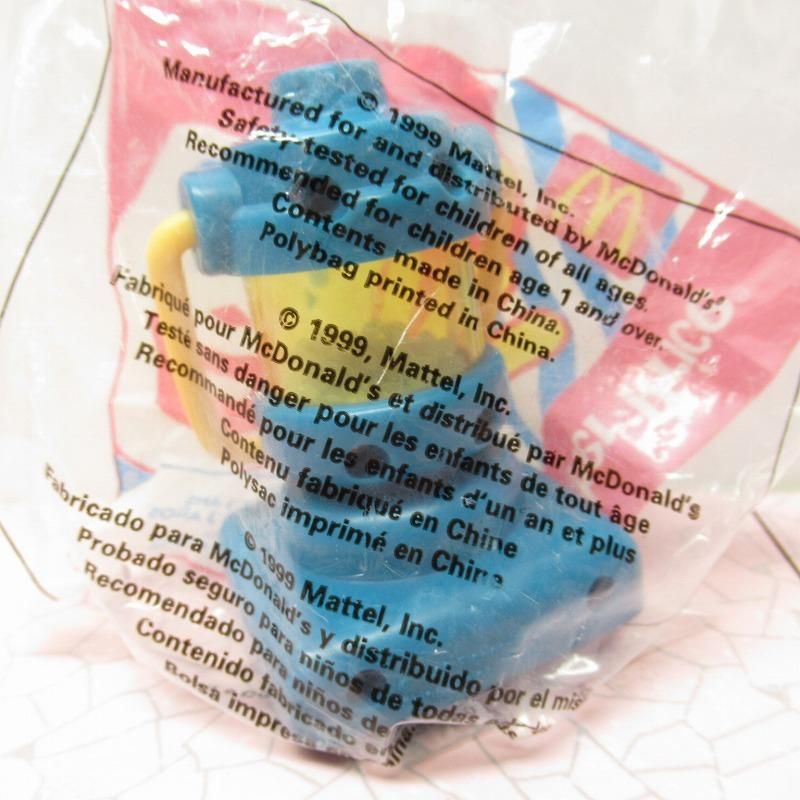 © 1999 Mattel, Inc.
Manufactured for and distributed by McDonald's®
Safety tested for children of all ages.
Recommended for children age 1 and over.
Contents made in China.
Polybag printed in China.
© 1999, Mattel, Inc.
Fabriqué pour McDonald's et distribué par McDonald's
Testé sans danger pour les enfants de tout âge
Recommandé pour les enfants d'un an et plus
Contenu fabriqué en Chine
Polysac imprimé en Chine
© 1999 Mattel, Inc.
Fabricado para McDonald's y distribuido por el
Probado seguro para niños de todas
Recomendado para niños de
Contenido fabricado
Bolsa impresa